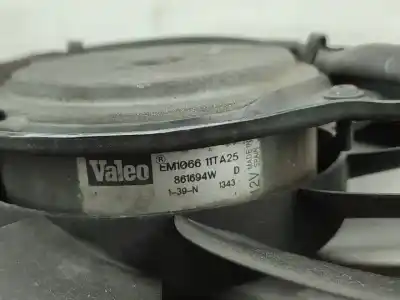 Valeo ® EM1066 11TA25
861694W D
1-39-N 1343
12V MADE IN
SPAIN